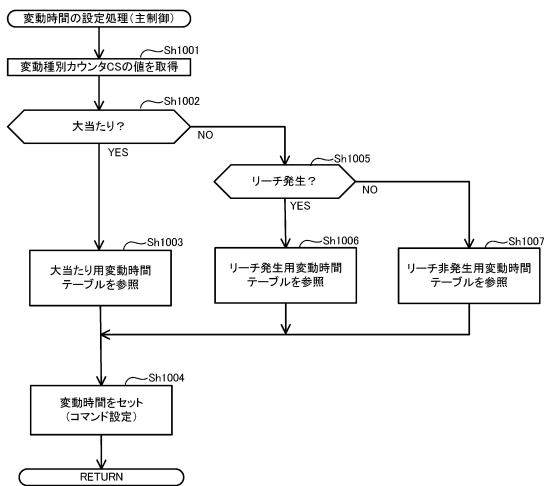 変動時間の設定処理(主制御)
Sh1001
変動種別カウンタCSの値を取得
Sh1002
大当たり？
NO
YES
Sh1005
リーチ発生？
NO
YES
Sh1003
大当たり用変動時間
テーブルを参照
Sh1006
リーチ発生用変動時間
テーブルを参照
Sh1007
リーチ非発生用変動時間
テーブルを参照
Sh1004
変動時間をセット
(コマンド設定)
RETURN